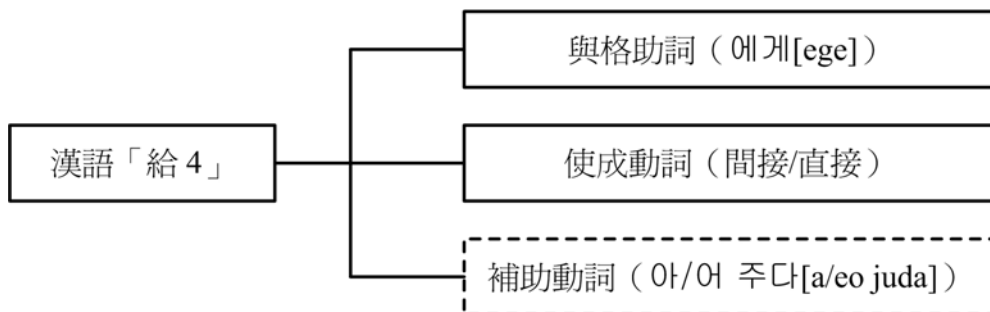 與格助詞（에게[ege]）
漢語「給 4」
使成動詞（間接/直接）
補助動詞（아/어 주다[a/eo juda]）